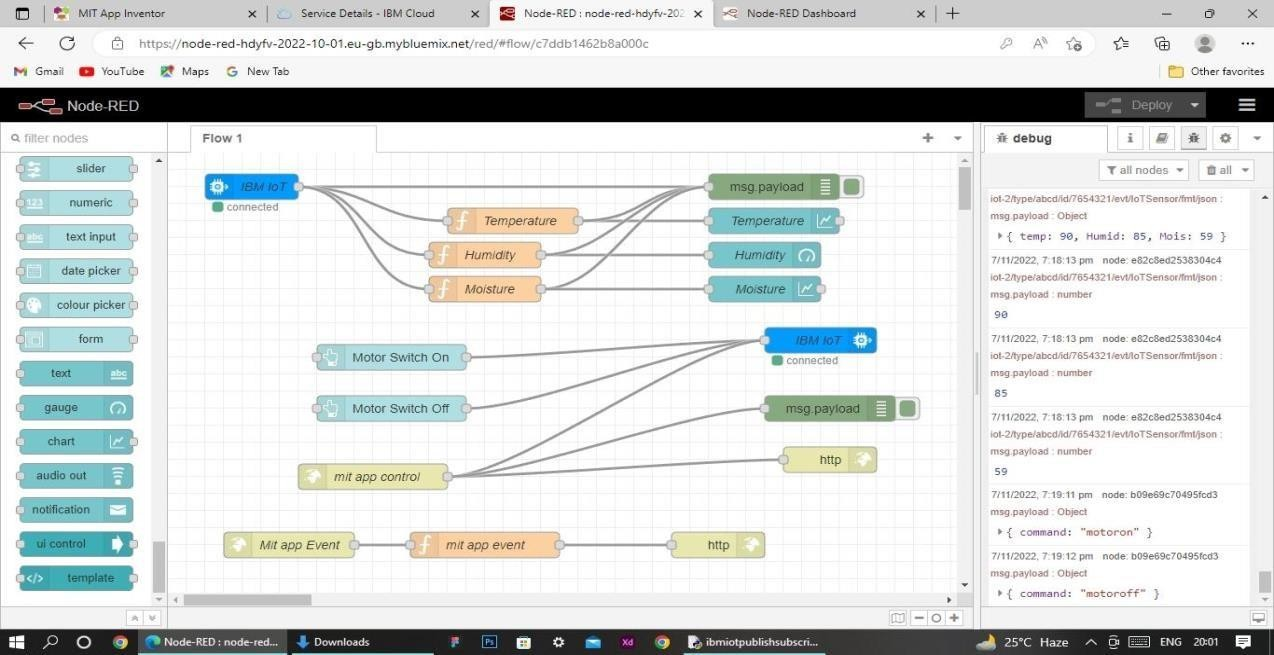 MIT App Inventor
Service Details - IBM Cloud
Node-RED : node-red-hdyfv-202
Node-RED Dashboard
https://node-red-hdyfv-2022-10-01.eu-gb.mybluemix.net/red/#flow/c7ddb1462b8a000c
Gmail YouTube Maps New Tab Other favorites
Node-RED Deploy
filter nodes
Flow 1
debug
all nodes
all
slider
numeric
text input
date picker
colour picker
form
text
gauge
chart
audio out
notification
ui control
template
IBM IoT
connected
Temperature
Humidity
Moisture
msg.payload
Temperature
Humidity
Moisture
Motor Switch On
Motor Switch Off
mit app control
IBM IoT
connected
msg.payload
http
Mit app Event
mit app event
http
iot-2/type/abcd/id/7654321/evt/IoTSensor/fmt/json :
msg.payload : Object
{ temp: 90, Humid: 85, Mois: 59 }
7/11/2022, 7:18:13 pm node: e82c8ed2538304c4
iot-2/type/abcd/id/7654321/evt/IoTSensor/fmt/json :
msg.payload : number
90
7/11/2022, 7:18:13 pm node: e82c8ed2538304c4
iot-2/type/abcd/id/7654321/evt/IoTSensor/fmt/json :
msg.payload : number
85
7/11/2022, 7:18:13 pm node: e82c8ed2538304c4
iot-2/type/abcd/id/7654321/evt/IoTSensor/fmt/json :
msg.payload : number
59
7/11/2022, 7:19:11 pm node: b09e69c70495fcd3
msg.payload : Object
{ command: "motoron" }
7/11/2022, 7:19:12 pm node: b09e69c70495fcd3
msg.payload : Object
{ command: "motoroff" }
Node-RED : node-red... Downloads Ps Xd ibmiotpublishsubscri... 25°C Haze ENG 20:01